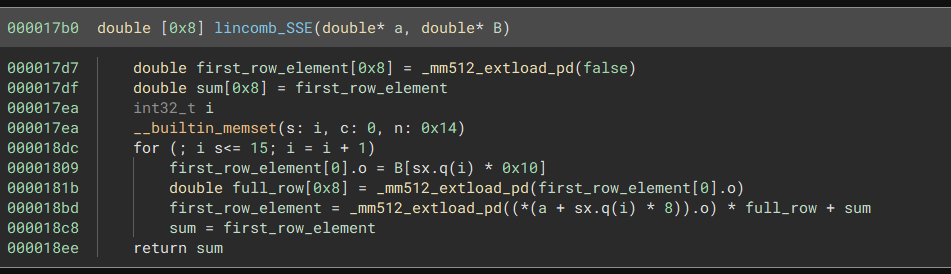 000017b0 double [0x8] lincomb_SSE(double* a, double* B)
000017d7 double first_row_element[0x8] = _mm512_extload_pd(false)
000017df double sum[0x8] = first_row_element
000017ea int32_t i
000017ea __builtin_memset(s: i, c: 0, n: 0x14)
000018dc for (; i s<= 15; i = i + 1)
00001809 first_row_element[0].o = B[sx.q(i) * 0x10]
0000181b double full_row[0x8] = _mm512_extload_pd(first_row_element[0].o)
000018bd first_row_element = _mm512_extload_pd((*(a + sx.q(i) * 8)).o) * full_row + sum
000018c8 sum = first_row_element
000018ee return sum